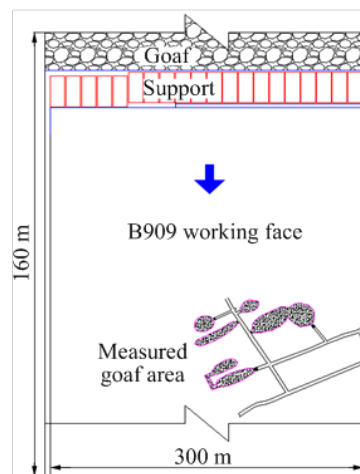 Goaf
Support
160 m
B909 working face
Measured
goaf area
300 m